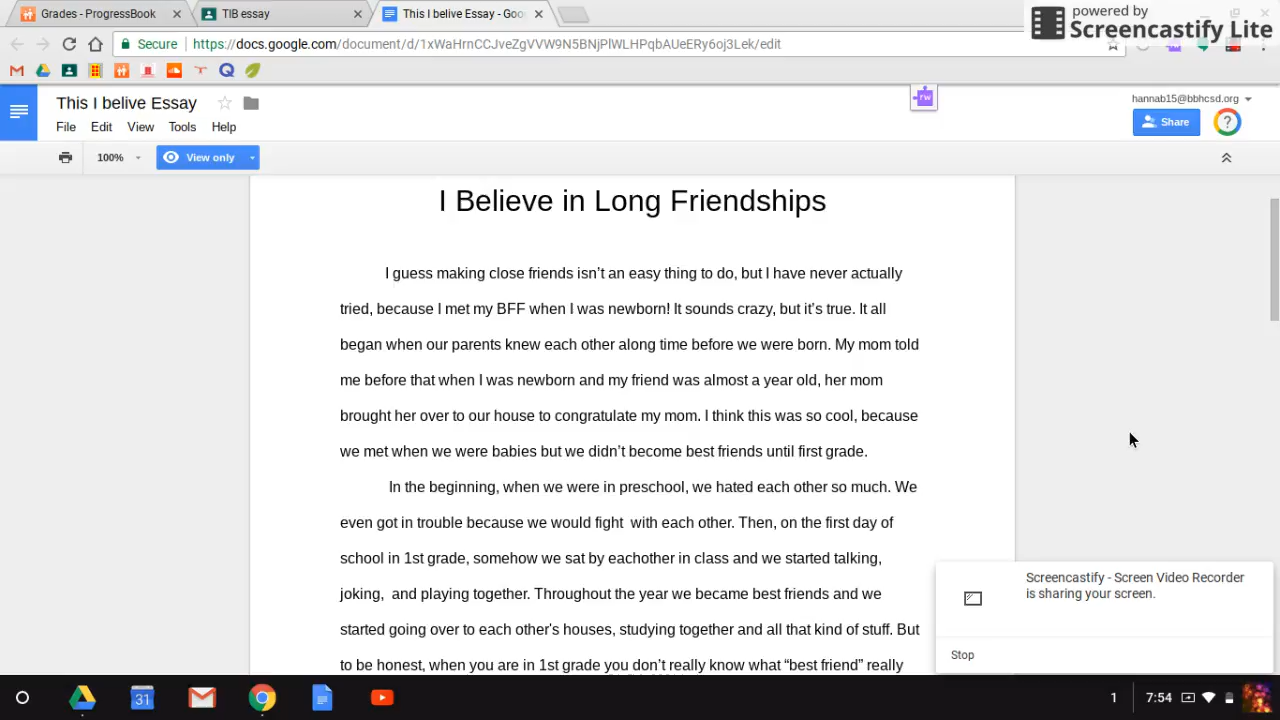 Grades - ProgressBook
TIB essay
This I belive Essay - Goo
powered by
Screencastify Lite
Secure
https://docs.google.com/document/d/1xWaHrnCCJveZgVVW9N5BNjPlWLHPqbAUeERy6oj3Lek/edit
This I belive Essay
hannab15@bbhcsd.org
File Edit View Tools Help
rw
Share
?
100%
View only
I Believe in Long Friendships
I guess making close friends isn’t an easy thing to do, but I have never actually
tried, because I met my BFF when I was newborn! It sounds crazy, but it’s true. It all
began when our parents knew each other along time before we were born. My mom told
me before that when I was newborn and my friend was almost a year old, her mom
brought her over to our house to congratulate my mom. I think this was so cool, because
we met when we were babies but we didn’t become best friends until first grade.
In the beginning, when we were in preschool, we hated each other so much. We
even got in trouble because we would fight  with each other. Then, on the first day of
school in 1st grade, somehow we sat by eachother in class and we started talking,
joking,  and playing together. Throughout the year we became best friends and we
started going over to each other's houses, studying together and all that kind of stuff. But
to be honest, when you are in 1st grade you don’t really know what “best friend” really
Screencastify - Screen Video Recorder
is sharing your screen.
Stop
31
1
7:54